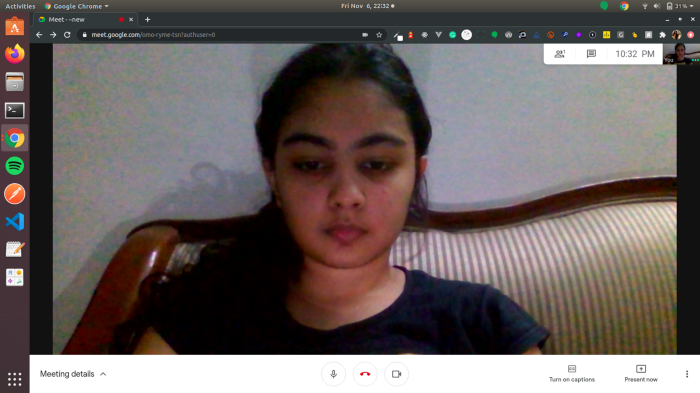 Activities
Google Chrome
Fri Nov 6, 22:32
31%
Meet - -new
meet.google.com/omo-ryme-tsn?authuser=0
10:32 PM
You
Meeting details
Turn on captions
Present now